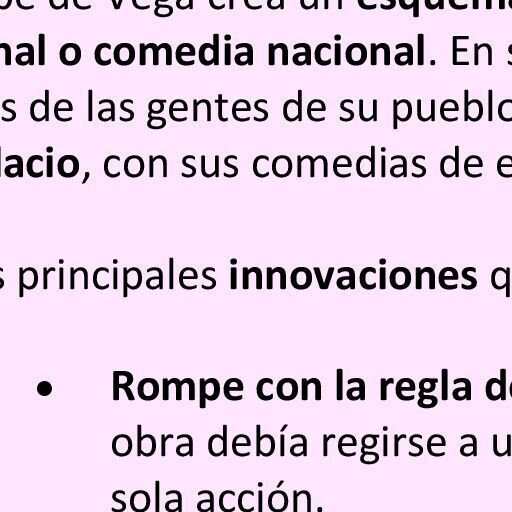 de Vega crea un esquema
nal o comedia nacional. En s
s de las gentes de su pueblo
lacio, con sus comedias de e
s principales innovaciones q
• Rompe con la regla de
obra debía regirse a u
sola acción.